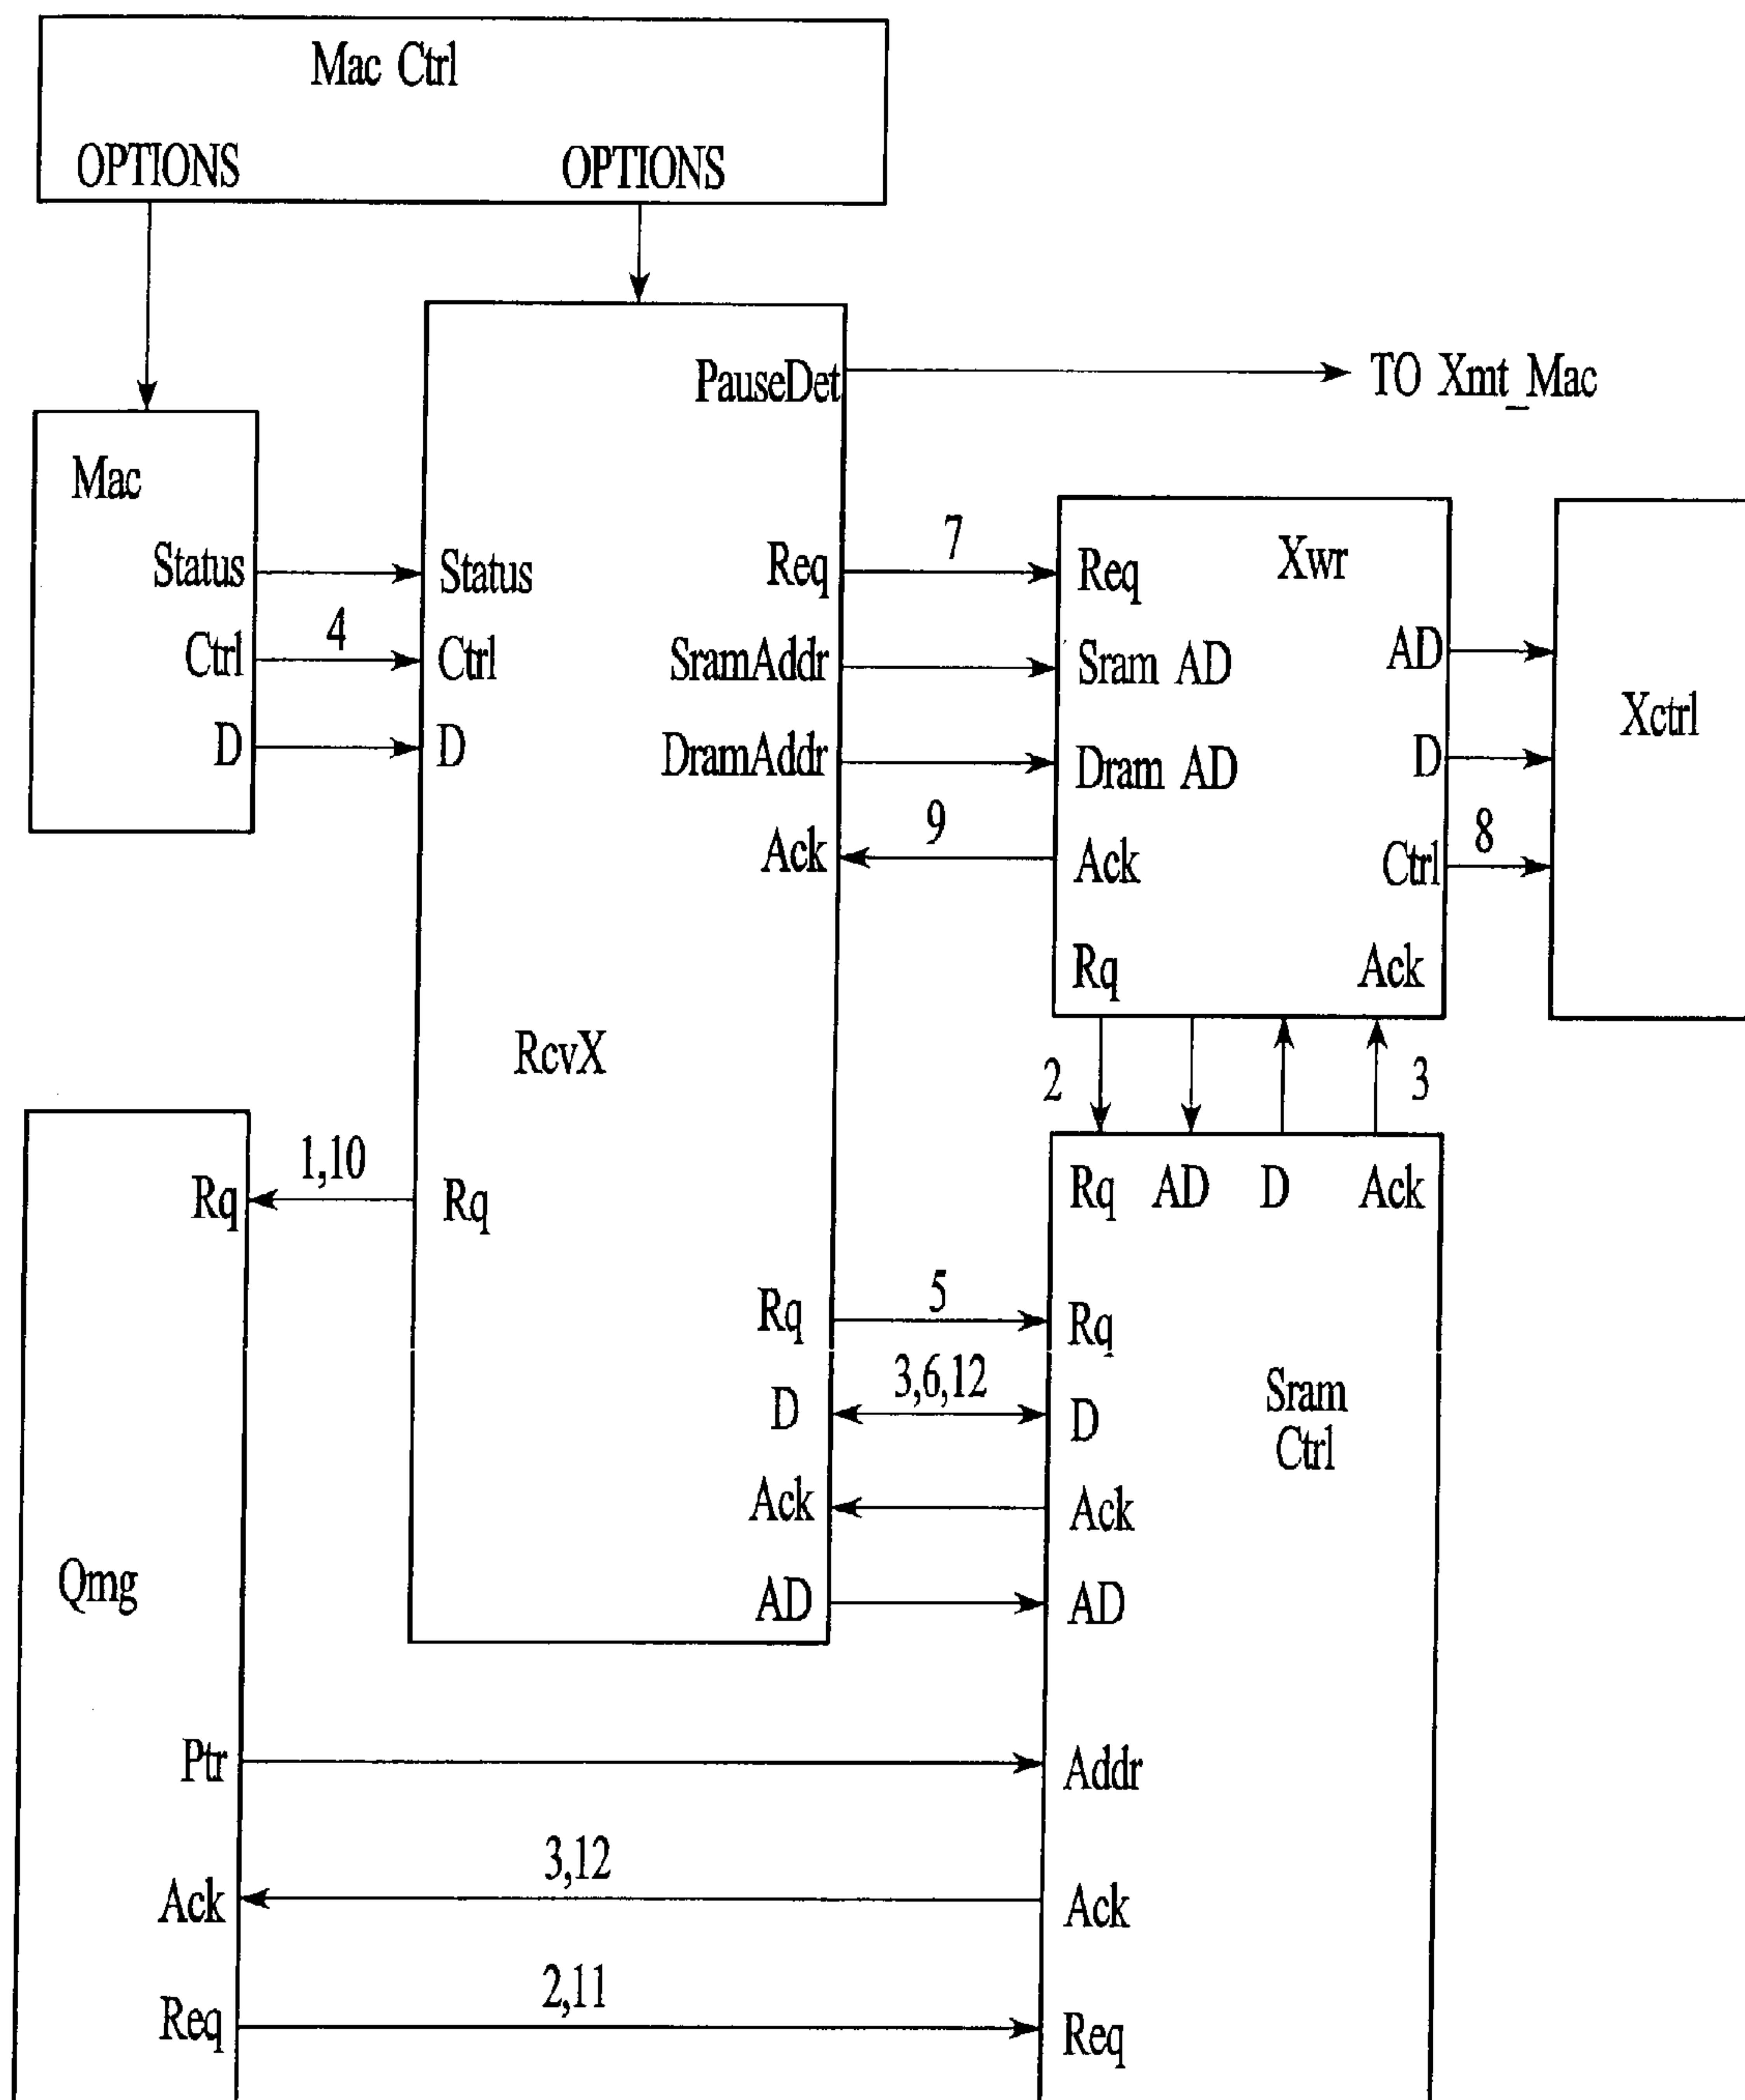 Mac Ctrl
OPTIONS OPTIONS
PauseDet
TO Xmt_Mac
Mac
Status
Ctrl
D
4
Status
Ctrl
D
Req
SramAddr
DramAddr
Ack
RcvX
7
9
Req
Xwr
Sram AD
Dram AD
Ack
Rq
AD
D
Ctrl
Ack
8
Xctrl
2
3
1,10
Rq
Rq
Rq
D
Ack
AD
5
3,6,12
Rq AD D Ack
Rq
D
Ack
AD
Sram
Ctrl
Qmg
Ptr
Addr
3,12
Ack
Ack
2,11
Req
Req